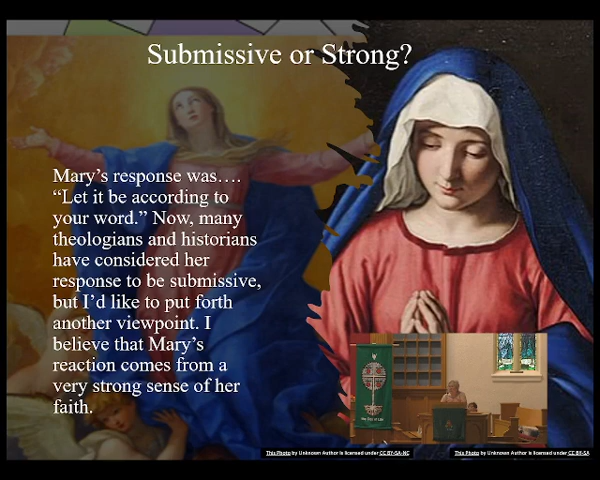 Submissive or Strong?
Mary's response was….
“Let it be according to
your word.” Now, many
theologians and historians
have considered her
response to be submissive,
but I'd like to put forth
another viewpoint. I
believe that Mary's
reaction comes from a
very strong sense of her
faith.
This Photo by Unknown Author is licensed under CC BY-SA-NC
This Photo by Unknown Author is licensed under CC BY-SA